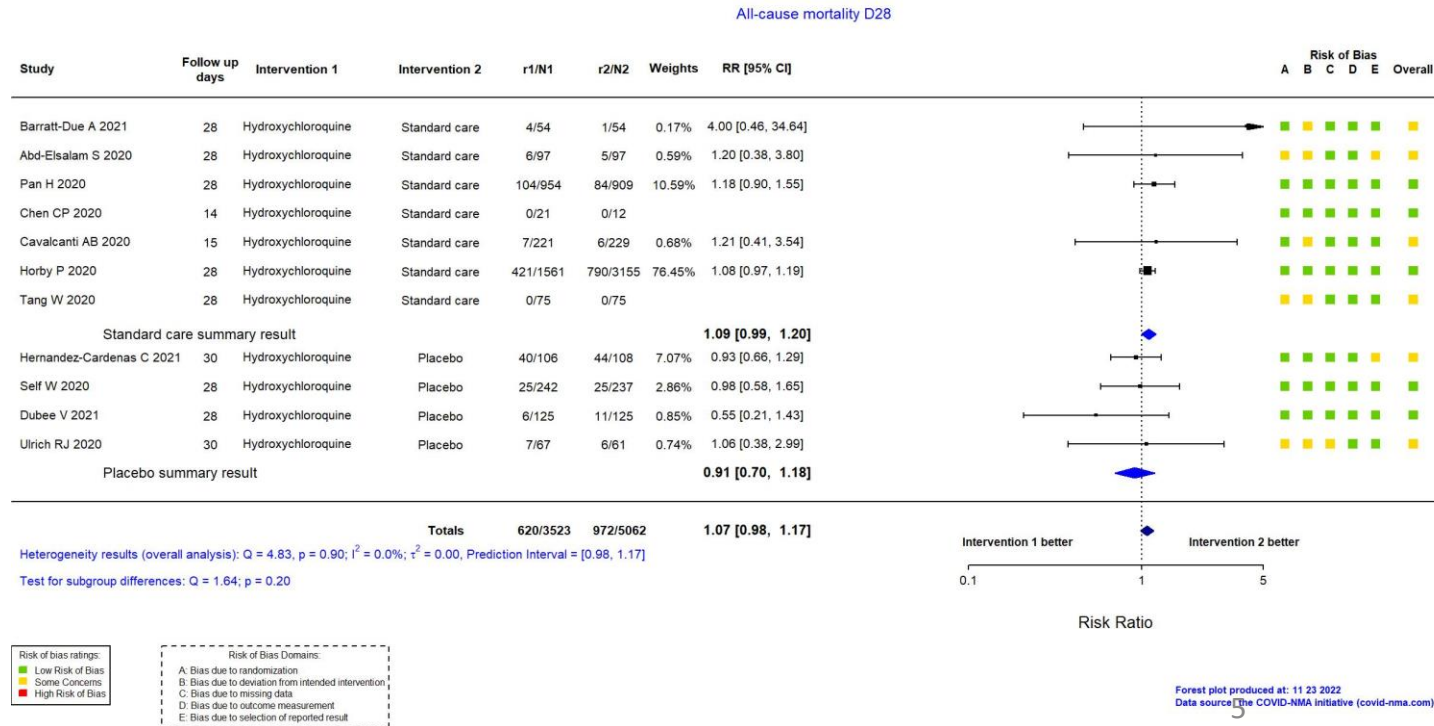 All-cause mortality D28
Study Follow up days Intervention 1 Intervention 2 r1/N1 r2/N2 Weights RR [95% CI] Risk of Bias A B C D E Overall
Barratt-Due A 2021 28 Hydroxychloroquine Standard care 4/54 1/54 0.17% 4.00 [0.46, 34.64]
Abd-Elsalam S 2020 28 Hydroxychloroquine Standard care 6/97 5/97 0.59% 1.20 [0.38, 3.80]
Pan H 2020 28 Hydroxychloroquine Standard care 104/954 84/909 10.59% 1.18 [0.90, 1.55]
Chen CP 2020 14 Hydroxychloroquine Standard care 0/21 0/12
Cavalcanti AB 2020 15 Hydroxychloroquine Standard care 7/221 6/229 0.68% 1.21 [0.41, 3.54]
Horby P 2020 28 Hydroxychloroquine Standard care 421/1561 790/3155 76.45% 1.08 [0.97, 1.19]
Tang W 2020 28 Hydroxychloroquine Standard care 0/75 0/75
Standard care summary result 1.09 [0.99, 1.20]
Hernandez-Cardenas C 2021 30 Hydroxychloroquine Placebo 40/106 44/108 7.07% 0.93 [0.66, 1.29]
Self W 2020 28 Hydroxychloroquine Placebo 25/242 25/237 2.86% 0.98 [0.58, 1.65]
Dubee V 2021 28 Hydroxychloroquine Placebo 6/125 11/125 0.85% 0.55 [0.21, 1.43]
Ulrich RJ 2020 30 Hydroxychloroquine Placebo 7/67 6/61 0.74% 1.06 [0.38, 2.99]
Placebo summary result 0.91 [0.70, 1.18]
Totals 620/3523 972/5062 1.07 [0.98, 1.17]
Heterogeneity results (overall analysis): Q = 4.83, p = 0.90; I² = 0.0%; τ² = 0.00, Prediction Interval = [0.98, 1.17]
Test for subgroup differences: Q = 1.64; p = 0.20
Intervention 1 better Intervention 2 better
0.1 1 5
Risk Ratio
Risk of bias ratings:
Low Risk of Bias
Some Concerns
High Risk of Bias
Risk of Bias Domains:
A: Bias due to randomization
B: Bias due to deviation from intended intervention
C: Bias due to missing data
D: Bias due to outcome measurement
E: Bias due to selection of reported result
Forest plot produced at: 11 23 2022
Data source: the COVID-NMA initiative (covid-nma.com)
5